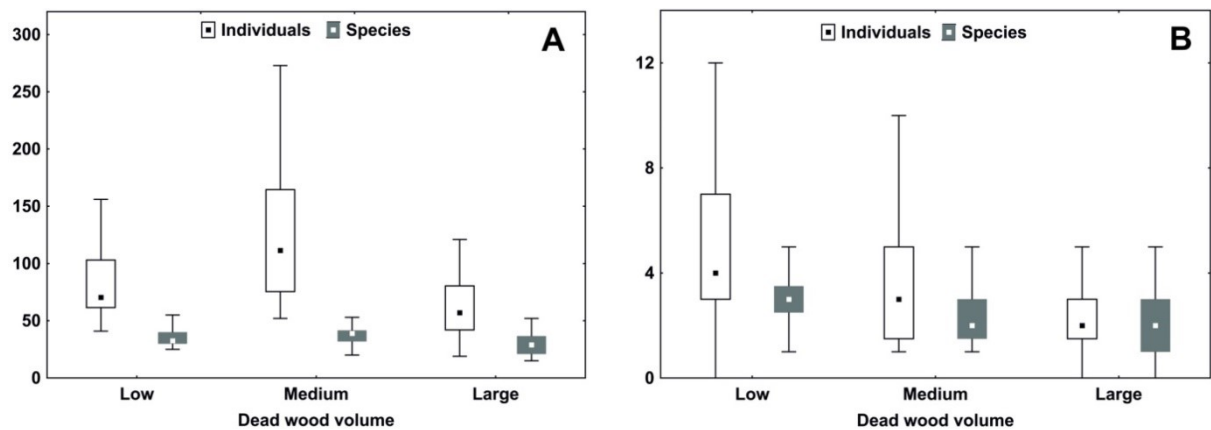 Individuals Species A
300
250
200
150
100
50
0
Low Medium Large
Dead wood volume
Individuals Species B
12
8
4
0
Low Medium Large
Dead wood volume